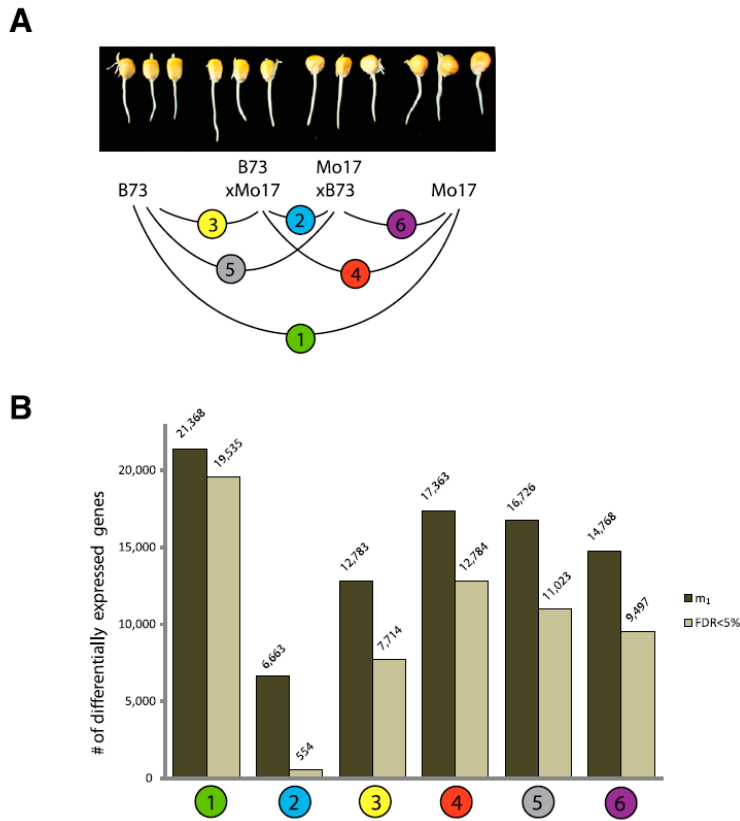 A
B73
B73
xMo17
Mo17
xB73
Mo17
3
2
6
5
4
1
B
# of differentially expressed genes
20,000
15,000
10,000
5,000
0
21,368
19,535
6,663
554
12,783
7,714
17,363
12,784
16,726
11,023
14,768
9,497
m₁
FDR<5%
1
2
3
4
5
6